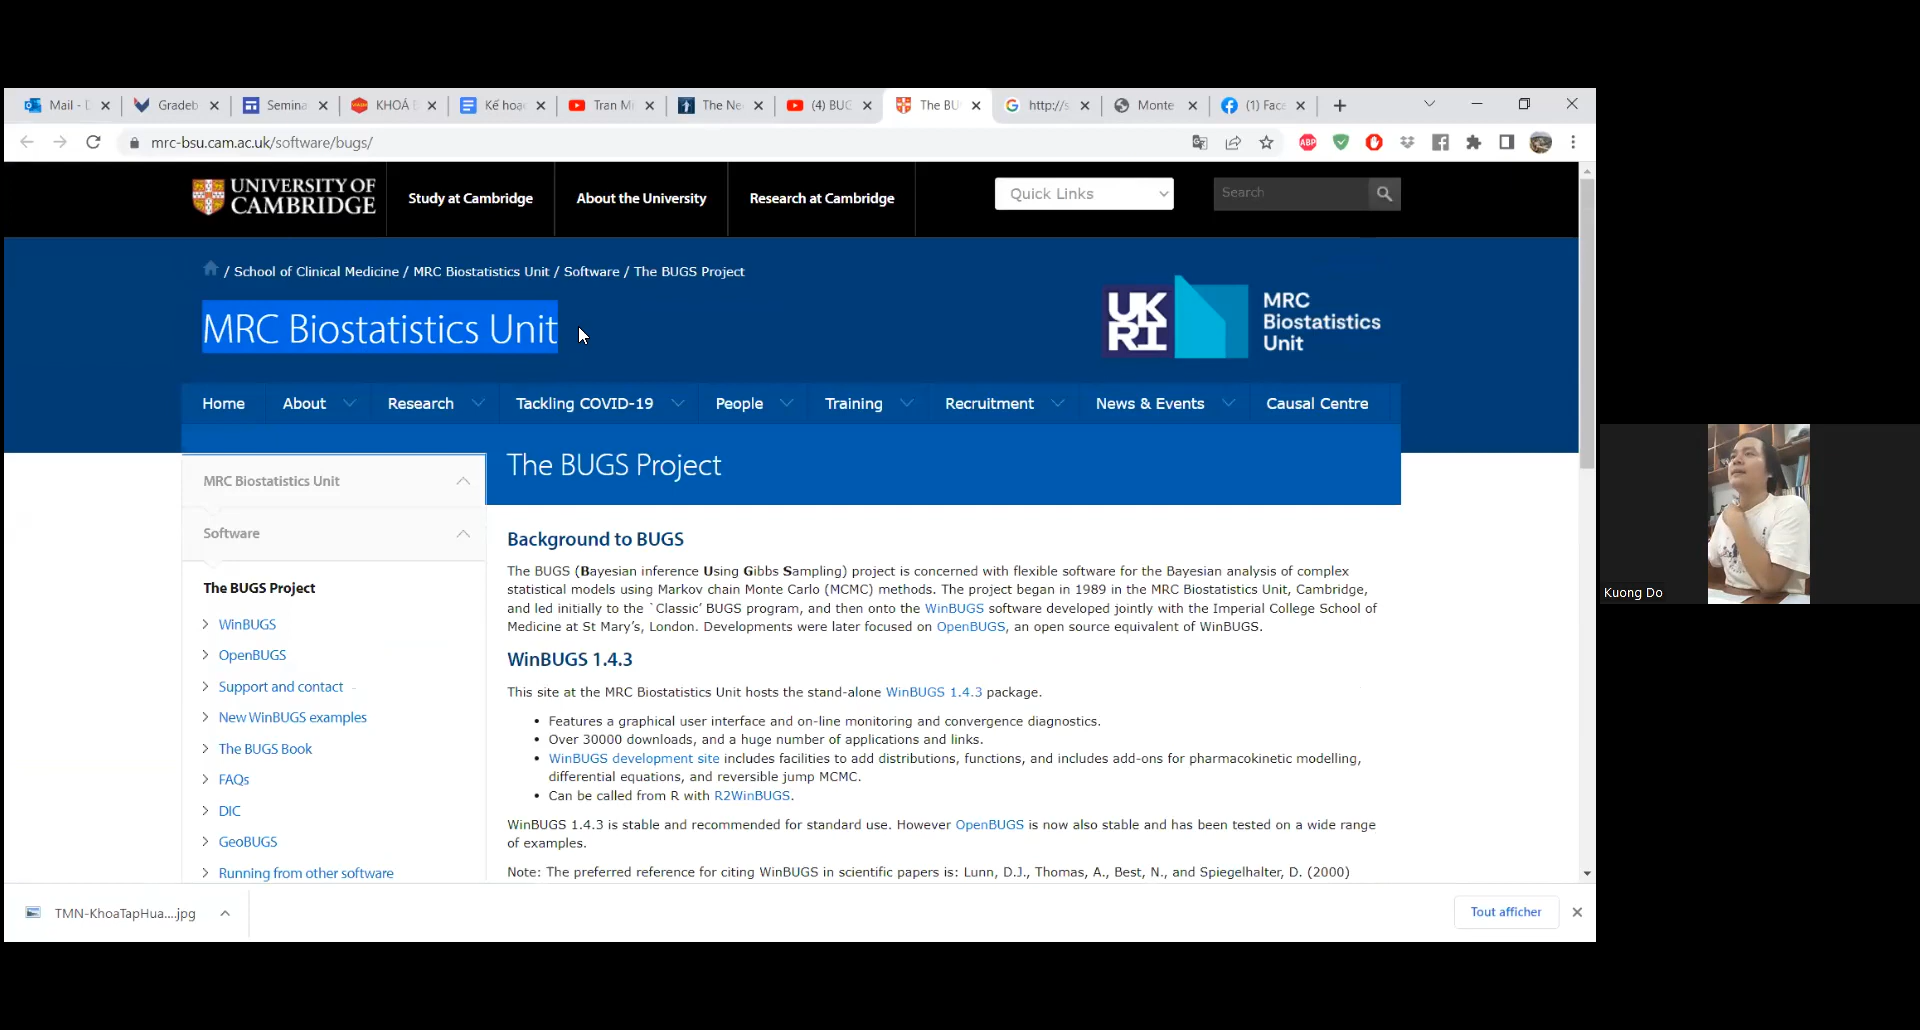 Mail - D
Gradeb
Semina
KHOÁ
Kế hoạ
Tran Mi
The Ne
(4) BUG
The BU
http://s
Monte
(1) Face
mrc-bsu.cam.ac.uk/software/bugs/
ABP
UNIVERSITY OF
CAMBRIDGE
Study at Cambridge
About the University
Research at Cambridge
Quick Links
Search
/ School of Clinical Medicine / MRC Biostatistics Unit / Software / The BUGS Project
MRC Biostatistics Unit
UK
RI
MRC
Biostatistics
Unit
Home
About
Research
Tackling COVID-19
People
Training
Recruitment
News & Events
Causal Centre
MRC Biostatistics Unit
Software
The BUGS Project
WinBUGS
OpenBUGS
Support and contact
New WinBUGS examples
The BUGS Book
FAQs
DIC
GeoBUGS
Running from other software
The BUGS Project
Background to BUGS
The BUGS (Bayesian inference Using Gibbs Sampling) project is concerned with flexible software for the Bayesian analysis of complex
statistical models using Markov chain Monte Carlo (MCMC) methods. The project began in 1989 in the MRC Biostatistics Unit, Cambridge,
and led initially to the `Classic’ BUGS program, and then onto the WinBUGS software developed jointly with the Imperial College School of
Medicine at St Mary’s, London. Developments were later focused on OpenBUGS, an open source equivalent of WinBUGS.
WinBUGS 1.4.3
This site at the MRC Biostatistics Unit hosts the stand-alone WinBUGS 1.4.3 package.
• Features a graphical user interface and on-line monitoring and convergence diagnostics.
• Over 30000 downloads, and a huge number of applications and links.
• WinBUGS development site includes facilities to add distributions, functions, and includes add-ons for pharmacokinetic modelling,
differential equations, and reversible jump MCMC.
• Can be called from R with R2WinBUGS.
WinBUGS 1.4.3 is stable and recommended for standard use. However OpenBUGS is now also stable and has been tested on a wide range
of examples.
Note: The preferred reference for citing WinBUGS in scientific papers is: Lunn, D.J., Thomas, A., Best, N., and Spiegelhalter, D. (2000)
TMN-KhoaTapHua....jpg
Tout afficher
Kuong Do